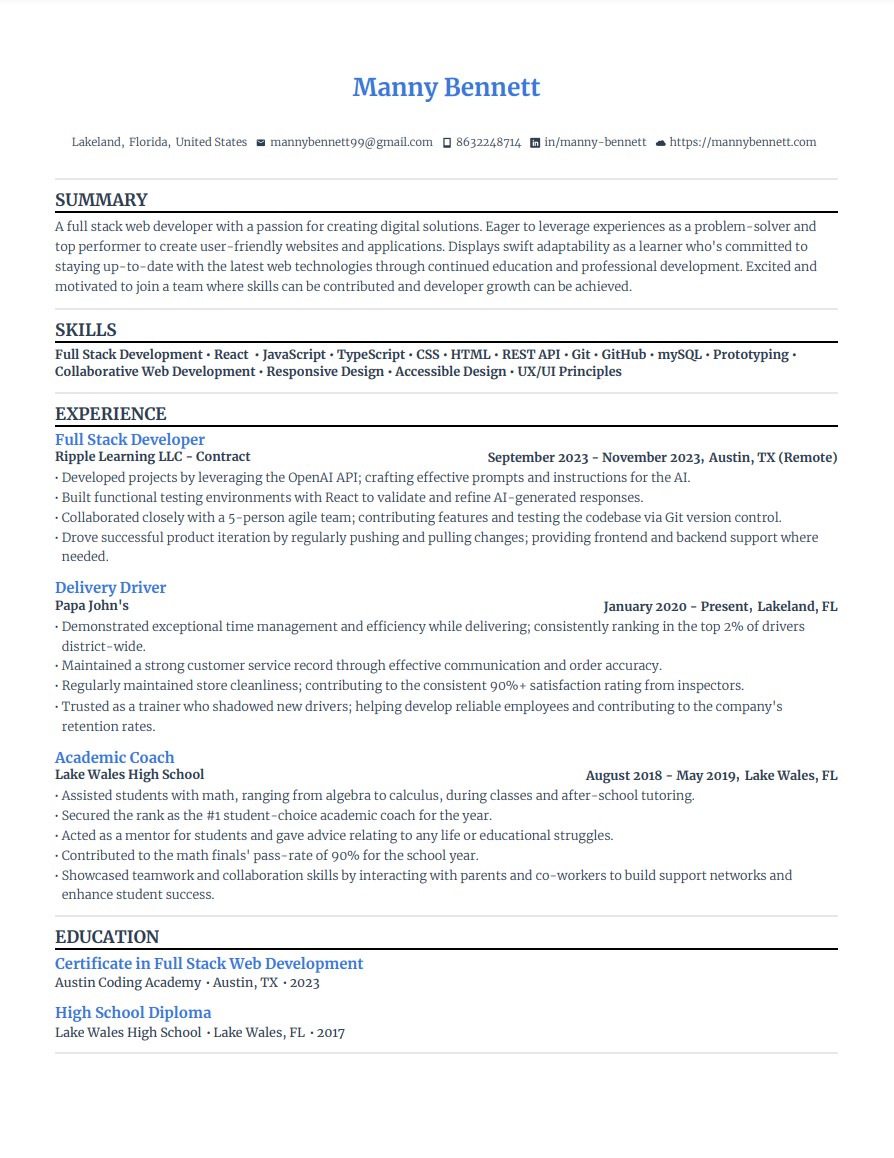 Manny Bennett
Lakeland, Florida, United States mannybennett99@gmail.com 8632248714 in/manny-bennett https://mannybennett.com
SUMMARY
A full stack web developer with a passion for creating digital solutions. Eager to leverage experiences as a problem-solver and
top performer to create user-friendly websites and applications. Displays swift adaptability as a learner who's committed to
staying up-to-date with the latest web technologies through continued education and professional development. Excited and
motivated to join a team where skills can be contributed and developer growth can be achieved.
SKILLS
Full Stack Development • React • JavaScript • TypeScript • CSS • HTML • REST API • Git • GitHub • mySQL • Prototyping •
Collaborative Web Development • Responsive Design • Accessible Design • UX/UI Principles
EXPERIENCE
Full Stack Developer
Ripple Learning LLC - Contract September 2023 - November 2023, Austin, TX (Remote)
• Developed projects by leveraging the OpenAI API; crafting effective prompts and instructions for the AI.
• Built functional testing environments with React to validate and refine AI-generated responses.
• Collaborated closely with a 5-person agile team; contributing features and testing the codebase via Git version control.
• Drove successful product iteration by regularly pushing and pulling changes; providing frontend and backend support where
needed.
Delivery Driver
Papa John's January 2020 - Present, Lakeland, FL
• Demonstrated exceptional time management and efficiency while delivering; consistently ranking in the top 2% of drivers
district-wide.
• Maintained a strong customer service record through effective communication and order accuracy.
• Regularly maintained store cleanliness; contributing to the consistent 90%+ satisfaction rating from inspectors.
• Trusted as a trainer who shadowed new drivers; helping develop reliable employees and contributing to the company's
retention rates.
Academic Coach
Lake Wales High School August 2018 - May 2019, Lake Wales, FL
• Assisted students with math, ranging from algebra to calculus, during classes and after-school tutoring.
• Secured the rank as the #1 student-choice academic coach for the year.
• Acted as a mentor for students and gave advice relating to any life or educational struggles.
• Contributed to the math finals' pass-rate of 90% for the school year.
• Showcased teamwork and collaboration skills by interacting with parents and co-workers to build support networks and
enhance student success.
EDUCATION
Certificate in Full Stack Web Development
Austin Coding Academy • Austin, TX • 2023
High School Diploma
Lake Wales High School • Lake Wales, FL • 2017